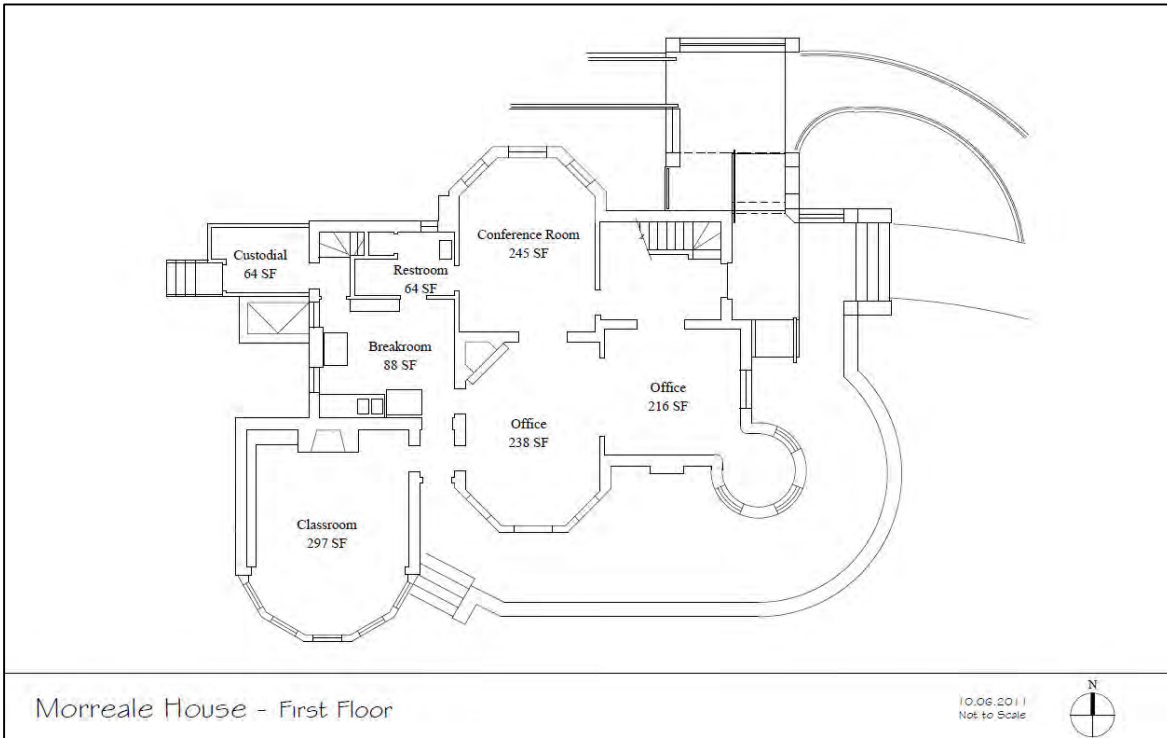 Conference Room
245 SF
Custodial
64 SF
Restroom
64 SF
Breakroom
88 SF
Office
216 SF
Office
238 SF
Classroom
297 SF
Morreale House - First Floor
10.06.2011
Not to Scale
N